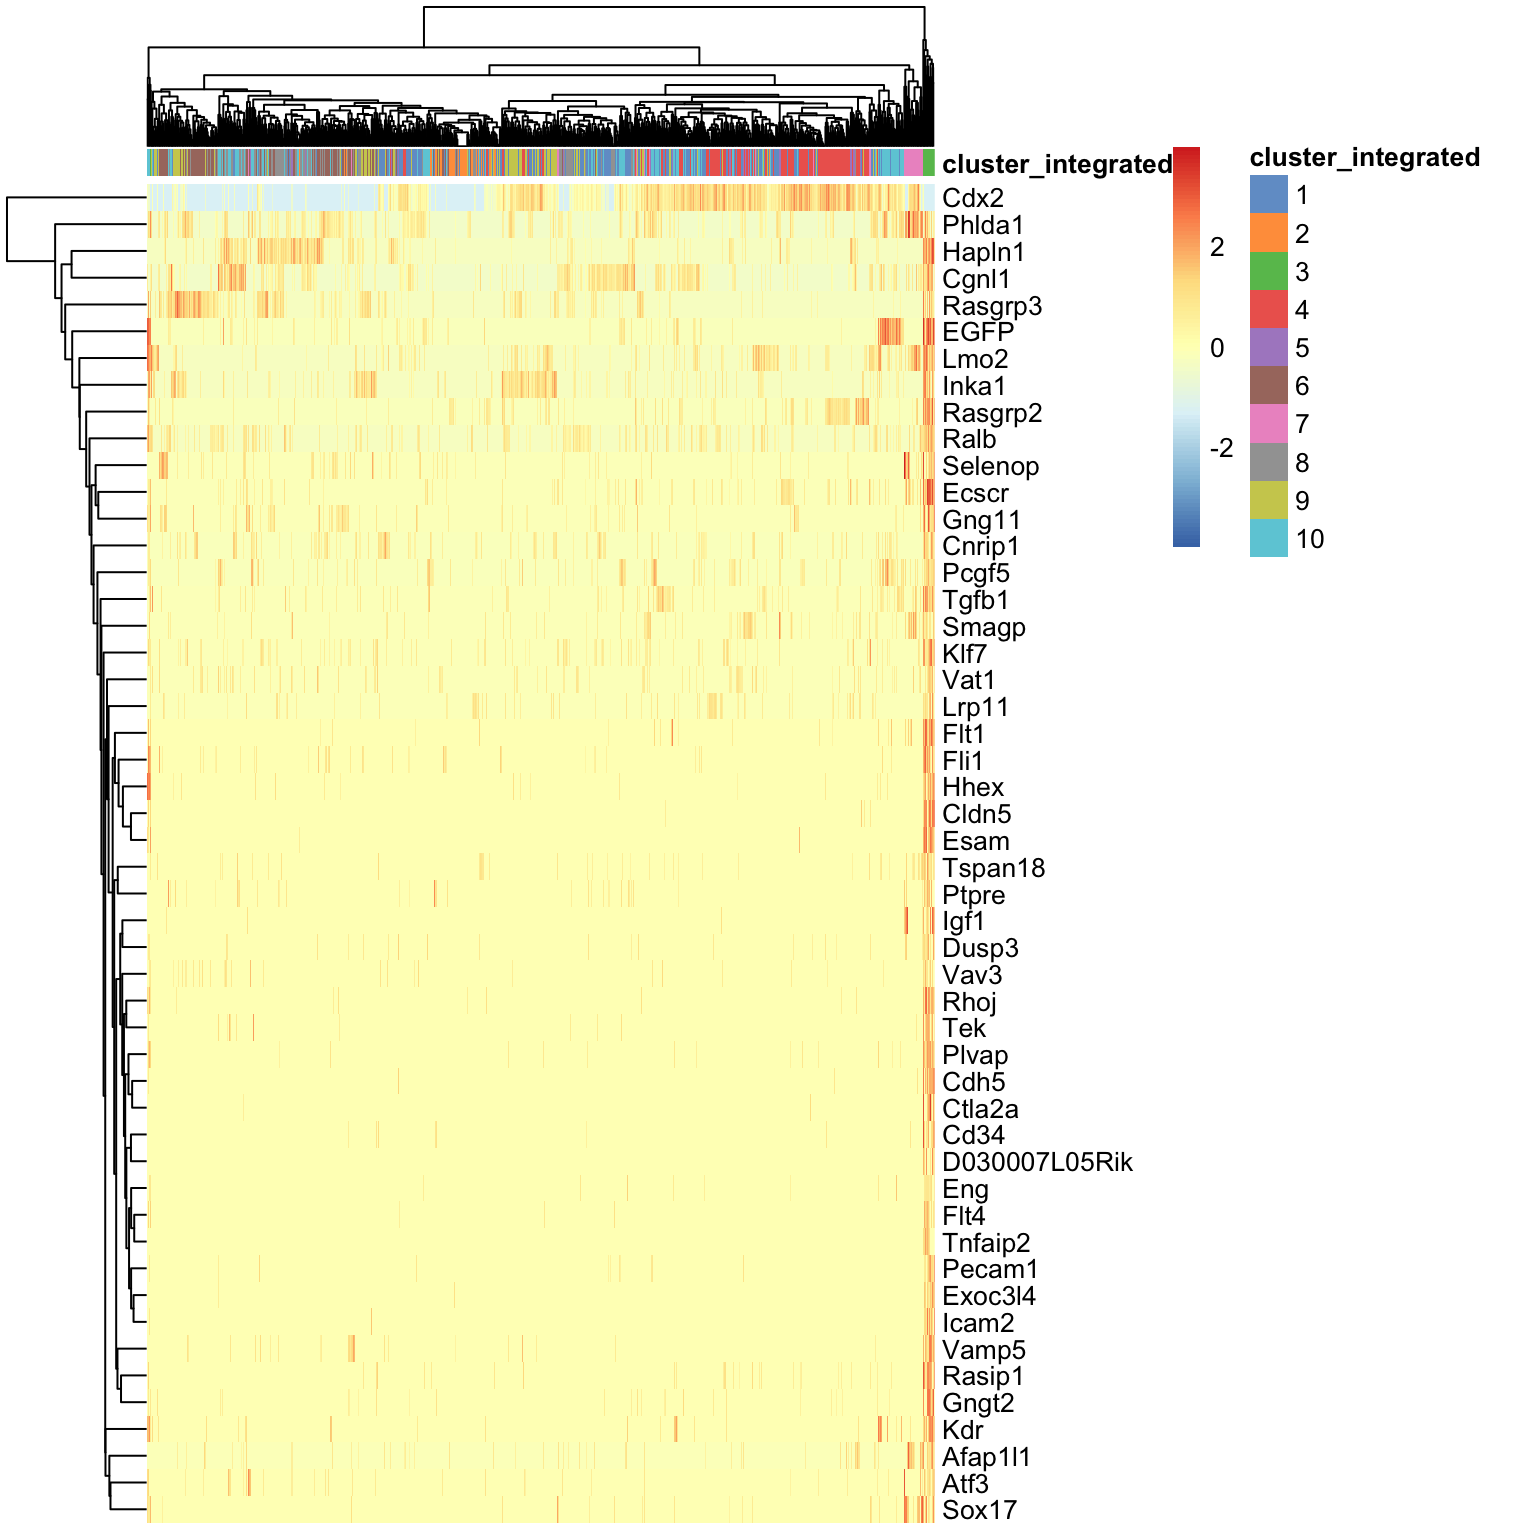 cluster_integrated
Cdx2
Phlda1
Hapln1
Cgnl1
Rasgrp3
EGFP
Lmo2
Inka1
Rasgrp2
Ralb
Selenop
Ecscr
Gng11
Cnrip1
Pcgf5
Tgfb1
Smagp
Klf7
Vat1
Lrp11
Flt1
Fli1
Hhex
Cldn5
Esam
Tspan18
Ptpre
Igf1
Dusp3
Vav3
Rhoj
Tek
Plvap
Cdh5
Ctla2a
Cd34
D030007L05Rik
Eng
Flt4
Tnfaip2
Pecam1
Exoc3l4
Icam2
Vamp5
Rasip1
Gngt2
Kdr
Afap1l1
Atf3
Sox17
2
0
-2
cluster_integrated
1
2
3
4
5
6
7
8
9
10